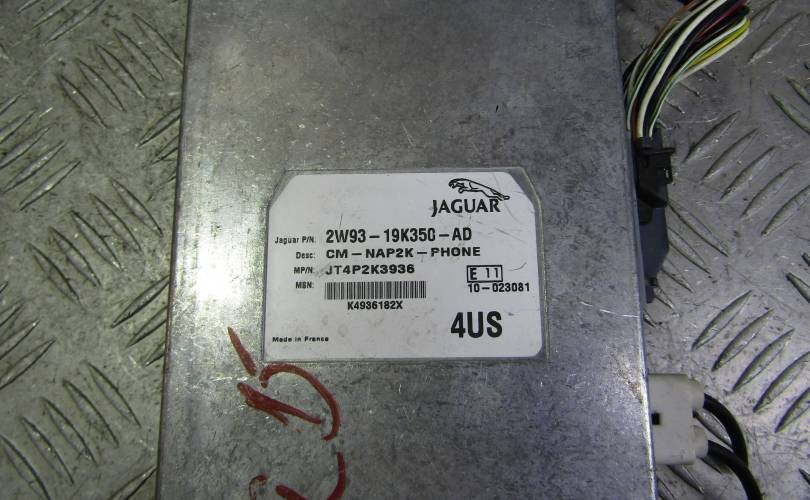 JAGUAR
Jaguar P/N: 2W93-19K350-AD
Desc: CM-NAP2K-PHONE
MP/N: JT4P2K3936
E 11
MSN:
10-023081
K4936182X
4US
Made in France